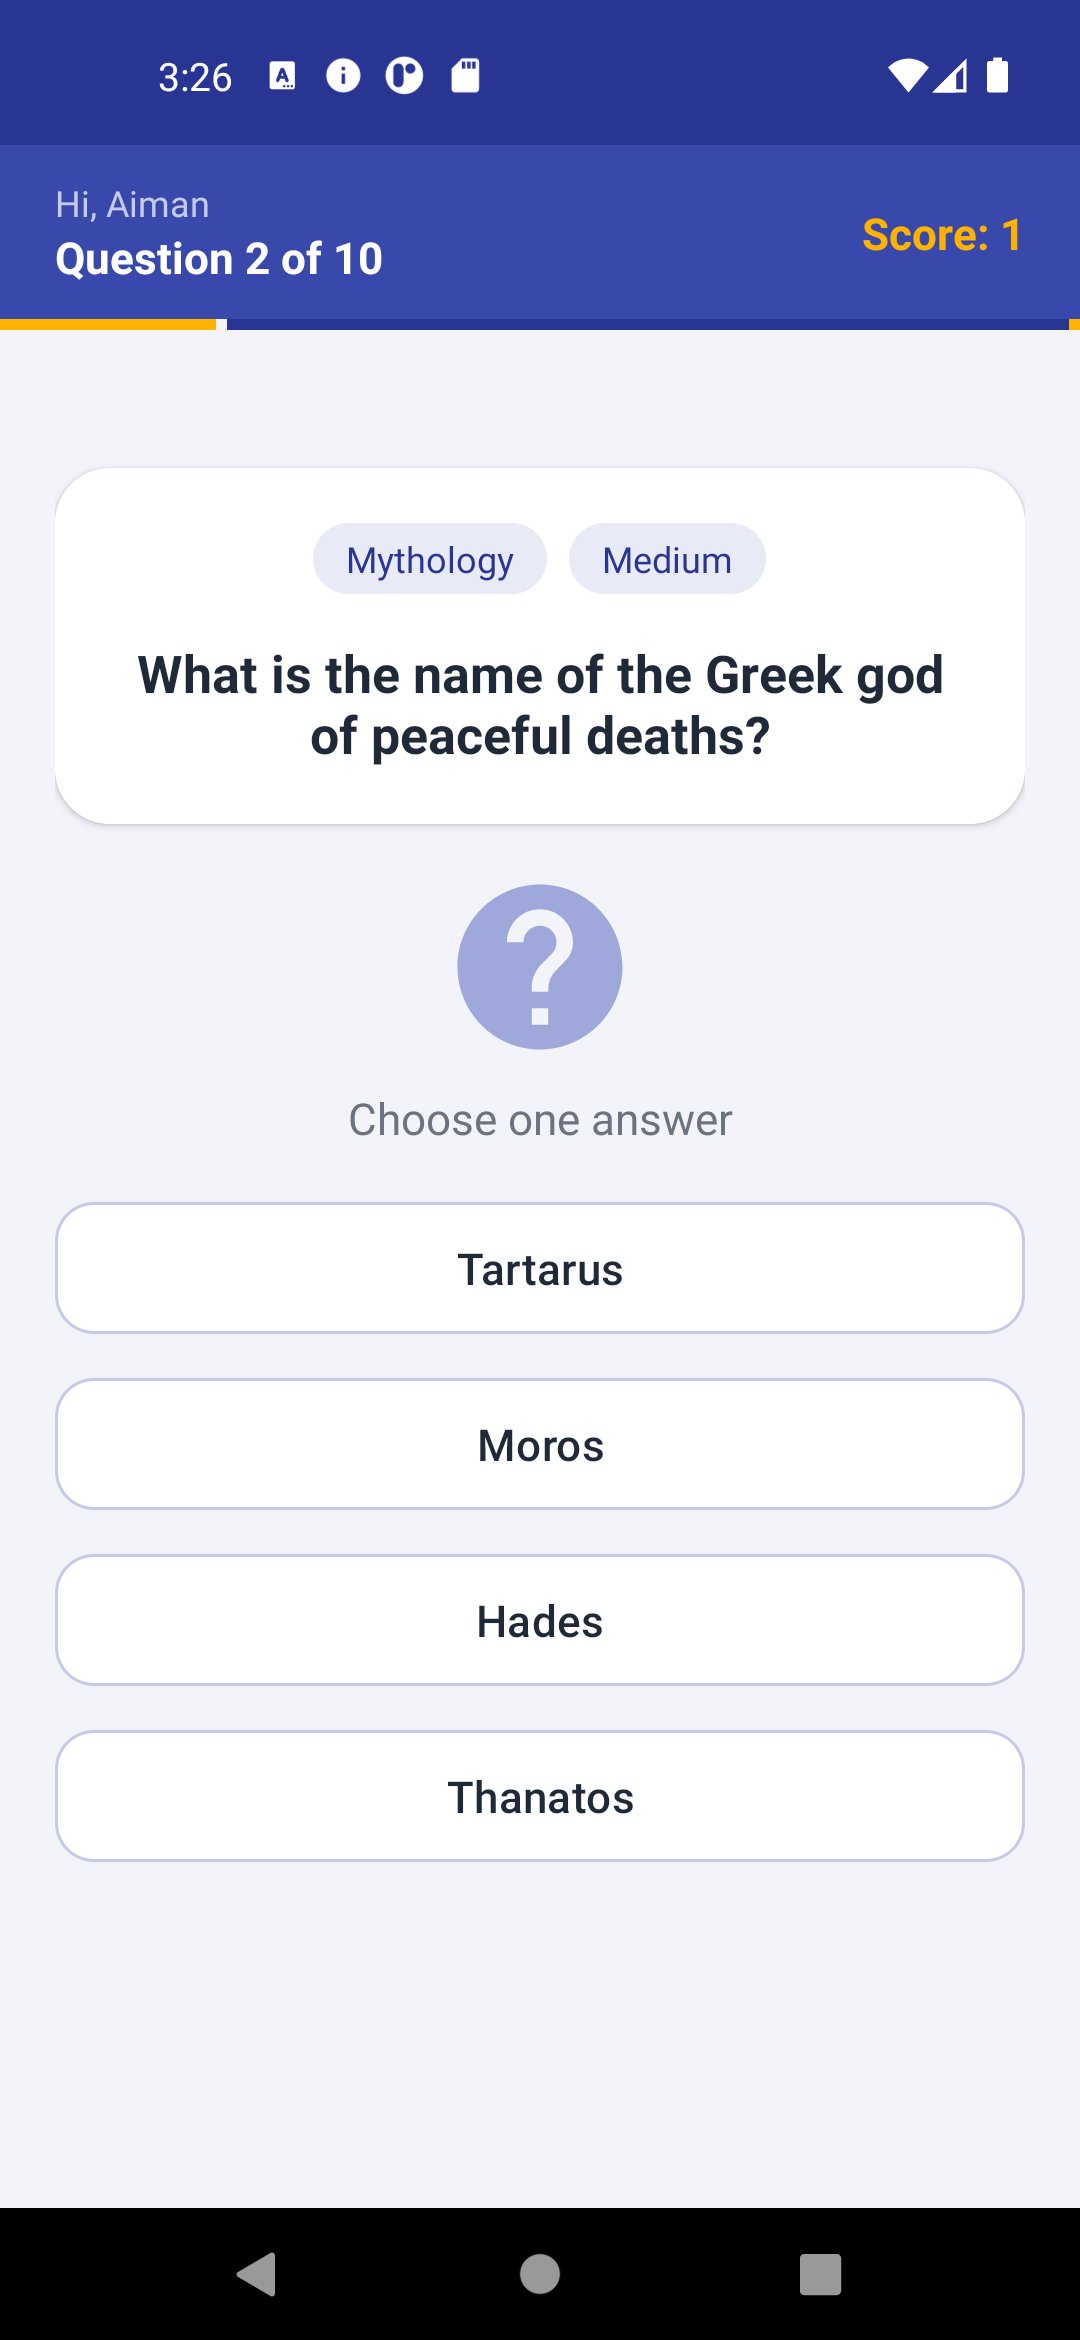 3:26
Hi, Aiman
Question 2 of 10
Score: 1
Mythology
Medium
What is the name of the Greek god
of peaceful deaths?
Choose one answer
Tartarus
Moros
Hades
Thanatos